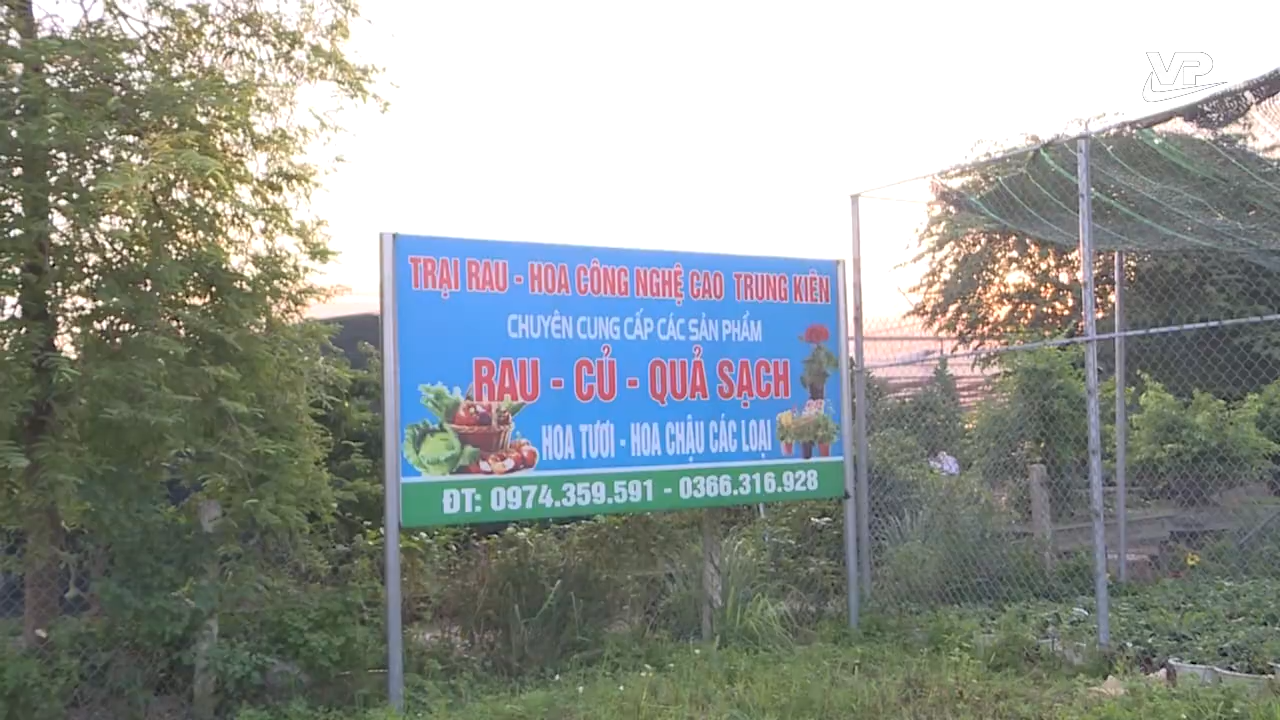 VP
TRẠI RAU - HOA CÔNG NGHỆ CAO TRUNG KIÊN
CHUYÊN CUNG CẤP CÁC SẢN PHẨM
RAU - CỦ - QUẢ SẠCH
HOA TƯƠI - HOA CHẬU CÁC LOẠI
ĐT: 0974.359.591 - 0366.316.928